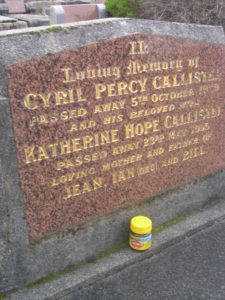 In
Loving Memory of
CYRIL PERCY CALLISTER
PASSED AWAY 5TH OCTOBER
AND HIS BELOVED WIFE
KATHERINE HOPE CALLISTER
PASSED AWAY 23RD MAY
LOVING MOTHER AND FATHER OF
JEAN, IAN (DEC) AND BILL